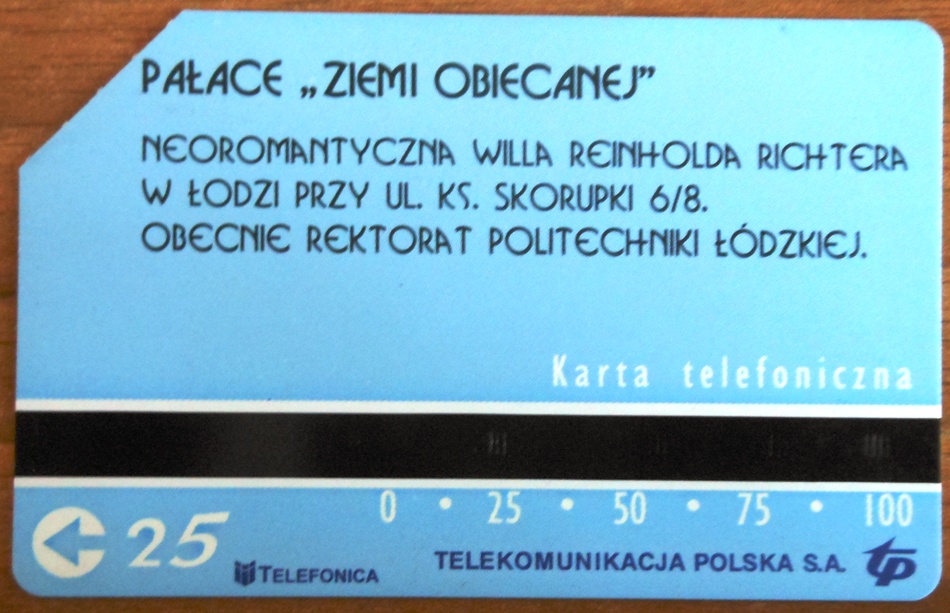 PAŁACE „ZIEMI OBIECANEJ”
NEOROMANTYCZNA WILLA REINHOLDA RICHTERA
W ŁODZI PRZY UL. KS. SKORUPKI 6/8.
OBECNIE REKTORAT POLITECHNIKI ŁÓDZKIEJ.
Karta telefoniczna
0 • 25 • 50 • 75 • 100
25
TELEFONICA
TELEKOMUNIKACJA POLSKA S.A. tp